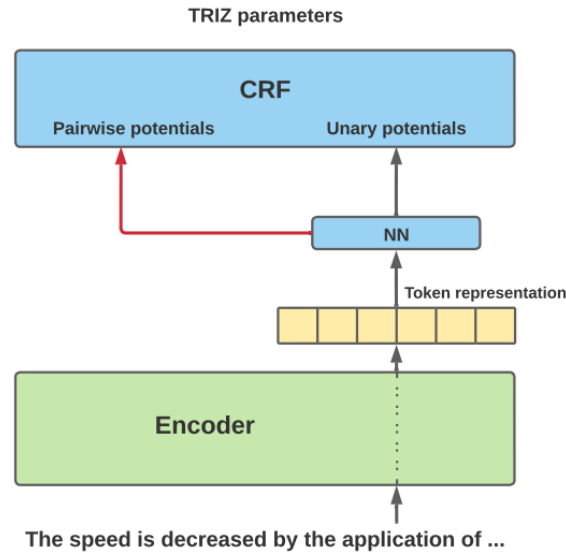 TRIZ parameters
CRF
Pairwise potentials
Unary potentials
NN
Token representation
Encoder
The speed is decreased by the application of ...